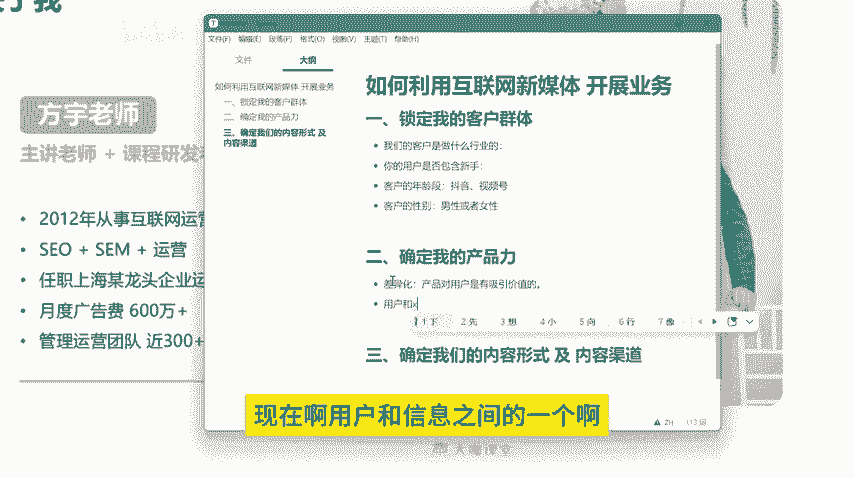 于我
方宇老师
主讲老师 + 课程研发
2012年从事互联网运营
SEO + SEM + 运营
任职上海某龙头企业运
月度广告费 600万+
管理运营团队 近300+
T
文件(F) 编辑(E) 段落(P) 格式(O) 视图(V) 主题(T) 帮助(H)
文件 大纲
如何利用互联网新媒体 开展业务
一、锁定我的客户群体
二、确定我的产品力
三、确定我们的内容形式 及
内容渠道
如何利用互联网新媒体 开展业务
一、锁定我的客户群体
我们的客户是做什么行业的:
你的用户是否包含新手:
客户的年龄段: 抖音、视频号
客户的性别: 男性或者女性
二、确定我的产品力
差异化: 产品对用户是有吸引价值的。
用户和x
1 下 2 先 3 想 4 小 5 向 6 行 7 像
三、确定我们的内容形式 及 内容渠道
ZH 113 词
现在啊用户和信息之间的一个啊